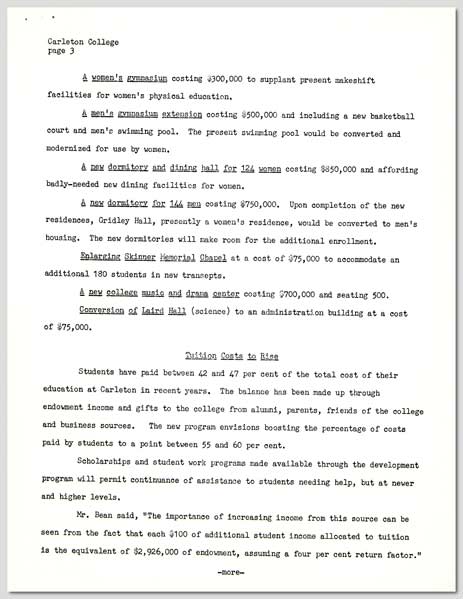 Carleton College
page 3
A women's gymnasium costing $300,000 to supplant present makeshift
facilities for women's physical education.
A men's gymnasium extension costing $500,000 and including a new basketball
court and men's swimming pool. The present swimming pool would be converted and
modernized for use by women.
A new dormitory and dining hall for 124 women costing $850,000 and affording
badly-needed new dining facilities for women.
A new dormitory for 144 men costing $750,000. Upon completion of the new
residences, Gridley Hall, presently a women's residence, would be converted to men's
housing. The new dormitories will make room for the additional enrollment.
Enlarging Skinner Memorial Chapel at a cost of $75,000 to accommodate an
additional 180 students in new transepts.
A new college music and drama center costing $700,000 and seating 500.
Conversion of Laird Hall (science) to an administration building at a cost
of $75,000.
Tuition Costs to Rise
Students have paid between 42 and 47 per cent of the total cost of their
education at Carleton in recent years. The balance has been made up through
endowment income and gifts to the college from alumni, parents, friends of the college
and business sources. The new program envisions boosting the percentage of costs
paid by students to a point between 55 and 60 per cent.
Scholarships and student work programs made available through the development
program will permit continuance of assistance to students needing help, but at newer
and higher levels.
Mr. Bean said, "The importance of increasing income from this source can be
seen from the fact that each $100 of additional student income allocated to tuition
is the equivalent of $2,926,000 of endowment, assuming a four per cent return factor."
-more-